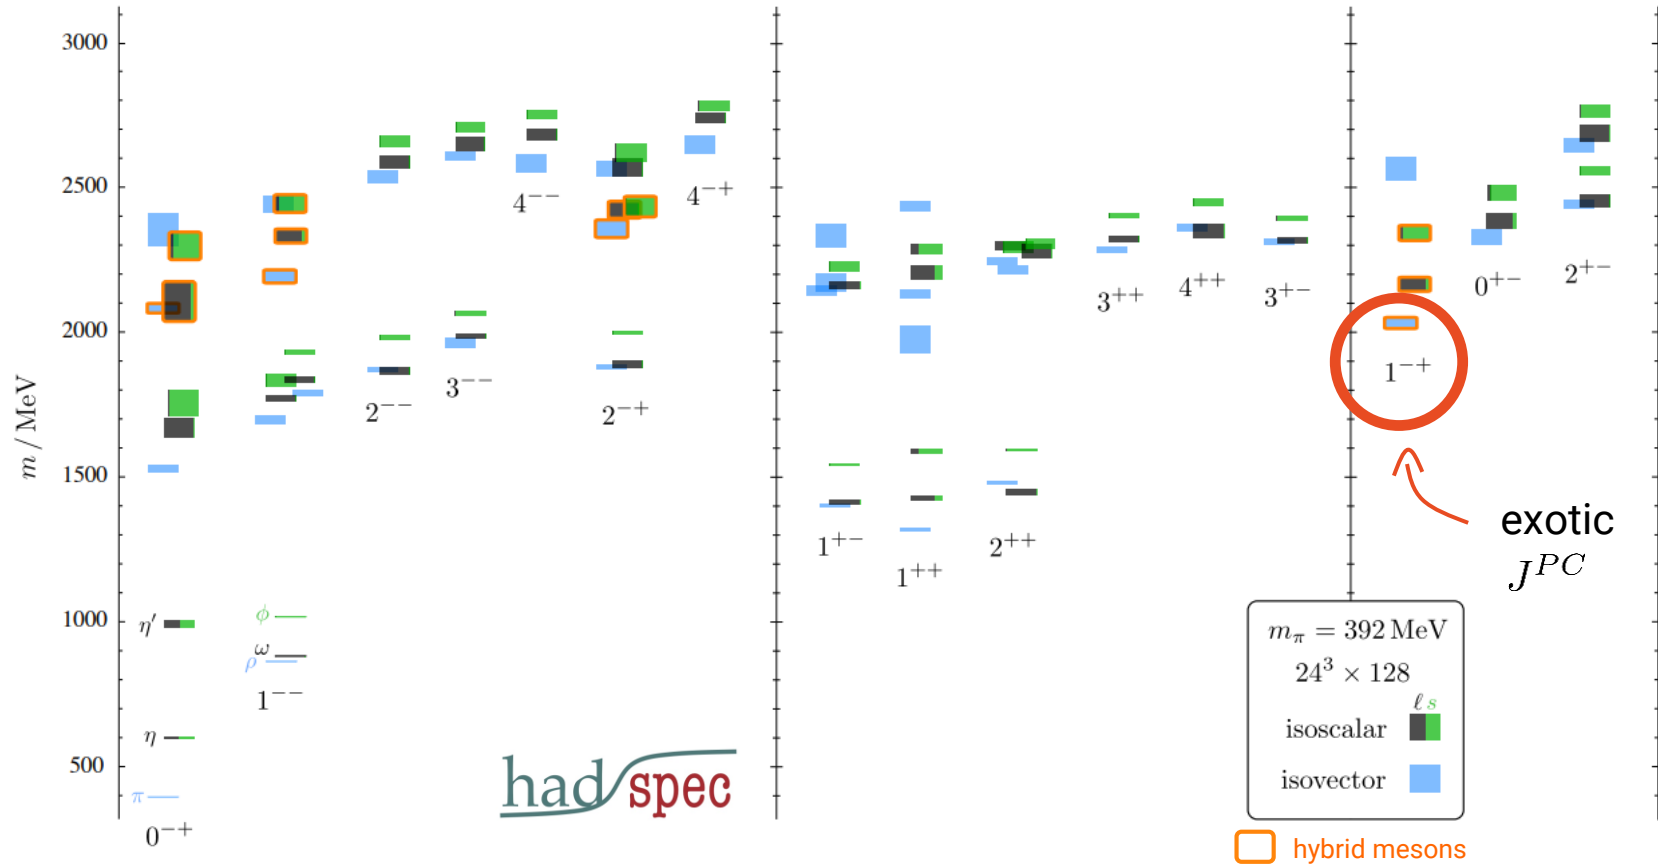 3000
2500
2000
1500
1000
500
m / MeV
η′
η
π
0⁻⁺
ϕ
ω
ρ
1⁻⁻
2⁻⁻
3⁻⁻
4⁻⁻
2⁻⁺
4⁻⁺
1⁺⁻
1⁺⁺
2⁺⁺
3⁺⁺
4⁺⁺
3⁺⁻
1⁻⁺
0⁺⁻
2⁺⁻
exotic
Jᴾᶜ
had spec
m_π = 392 MeV
24³ × 128
ℓ s
isoscalar
isovector
hybrid mesons